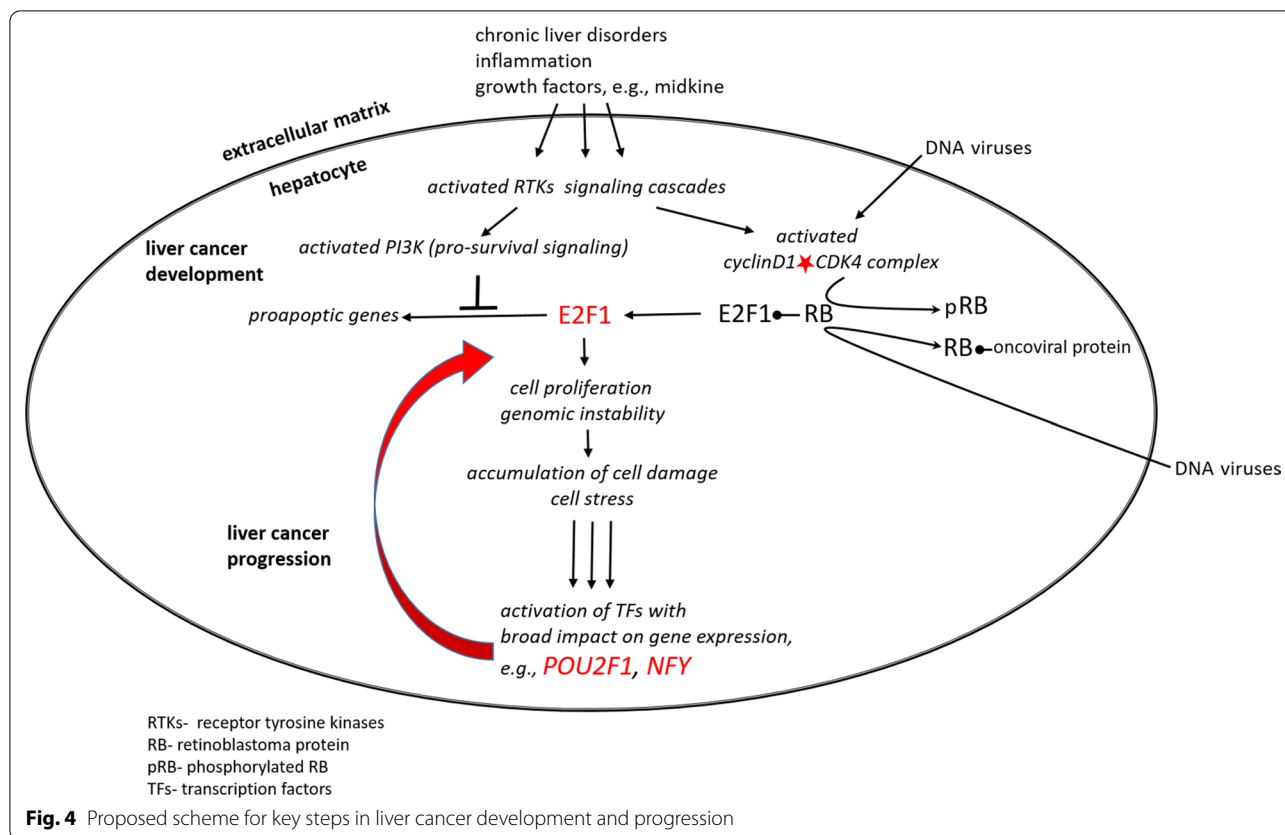 chronic liver disorders
inflammation
growth factors, e.g., midkine
extracellular matrix
hepatocyte
DNA viruses
activated RTKs signaling cascades
liver cancer
development
activated PI3K (pro-survival signaling)
activated
cyclinD1 CDK4 complex
proapoptic genes
E2F1
E2F1 RB
pRB
RB oncoviral protein
cell proliferation
genomic instability
accumulation of cell damage
cell stress
DNA viruses
liver cancer
progression
activation of TFs with
broad impact on gene expression,
e.g., POU2F1, NFY
RTKs- receptor tyrosine kinases
RB- retinoblastoma protein
pRB- phosphorylated RB
TFs- transcription factors
Fig. 4 Proposed scheme for key steps in liver cancer development and progression